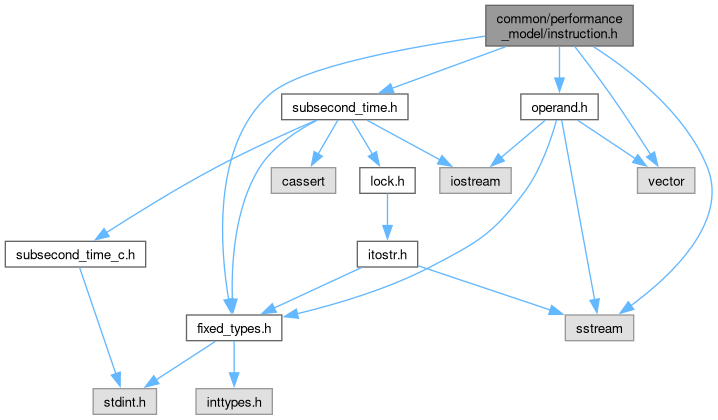 common/performance
_model/instruction.h
subsecond_time.h
operand.h
cassert
lock.h
iostream
vector
subsecond_time_c.h
itostr.h
fixed_types.h
sstream
stdint.h
inttypes.h